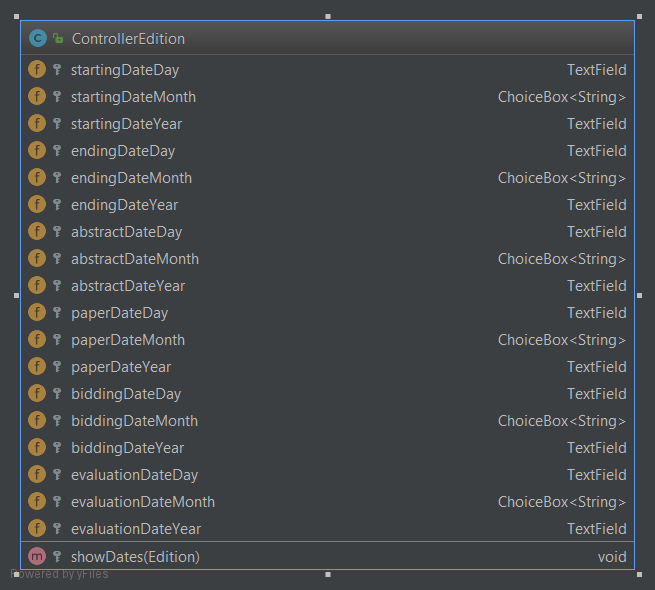 C ControllerEdition
f startingDateDay TextField
f startingDateMonth ChoiceBox<String>
f startingDateYear TextField
f endingDateDay TextField
f endingDateMonth ChoiceBox<String>
f endingDateYear TextField
f abstractDateDay TextField
f abstractDateMonth ChoiceBox<String>
f abstractDateYear TextField
f paperDateDay TextField
f paperDateMonth ChoiceBox<String>
f paperDateYear TextField
f biddingDateDay TextField
f biddingDateMonth ChoiceBox<String>
f biddingDateYear TextField
f evaluationDateDay TextField
f evaluationDateMonth ChoiceBox<String>
f evaluationDateYear TextField
m showDates(Edition) void
Powered by yFiles